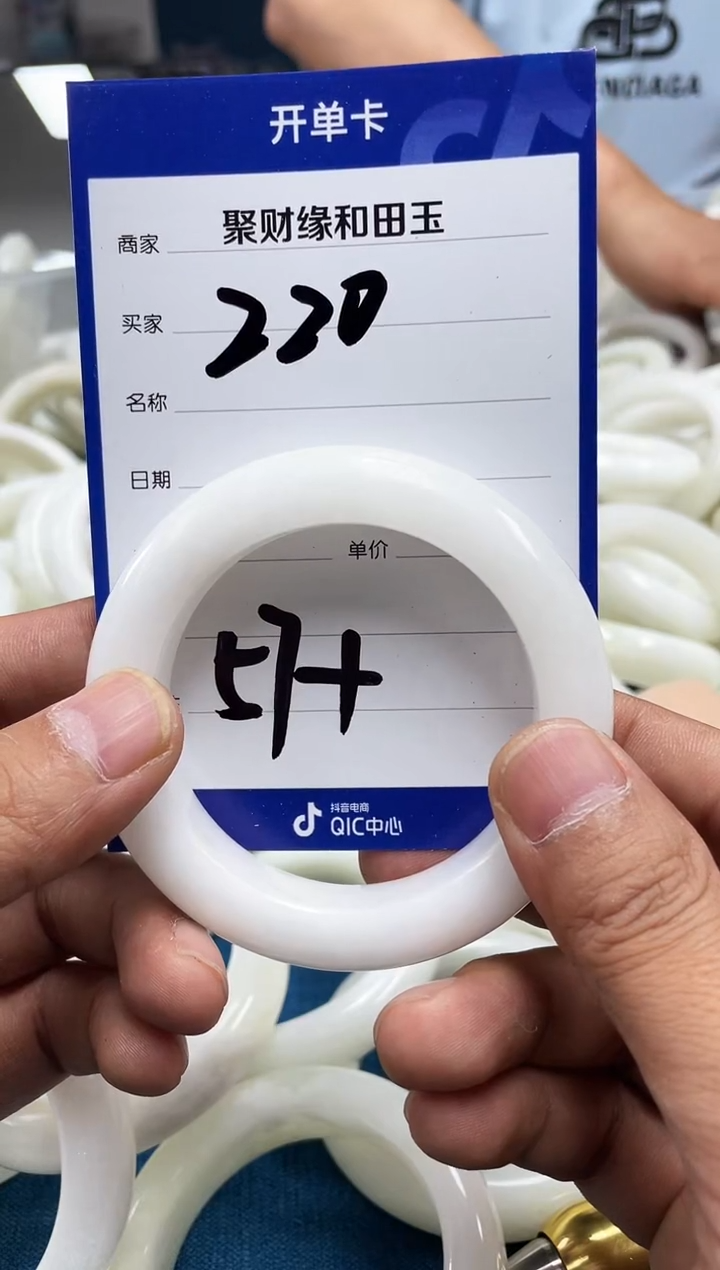 开单卡
商家 聚财缘和田玉
买家 220
名称
日期
单价
57+
抖音电商
QIC中心